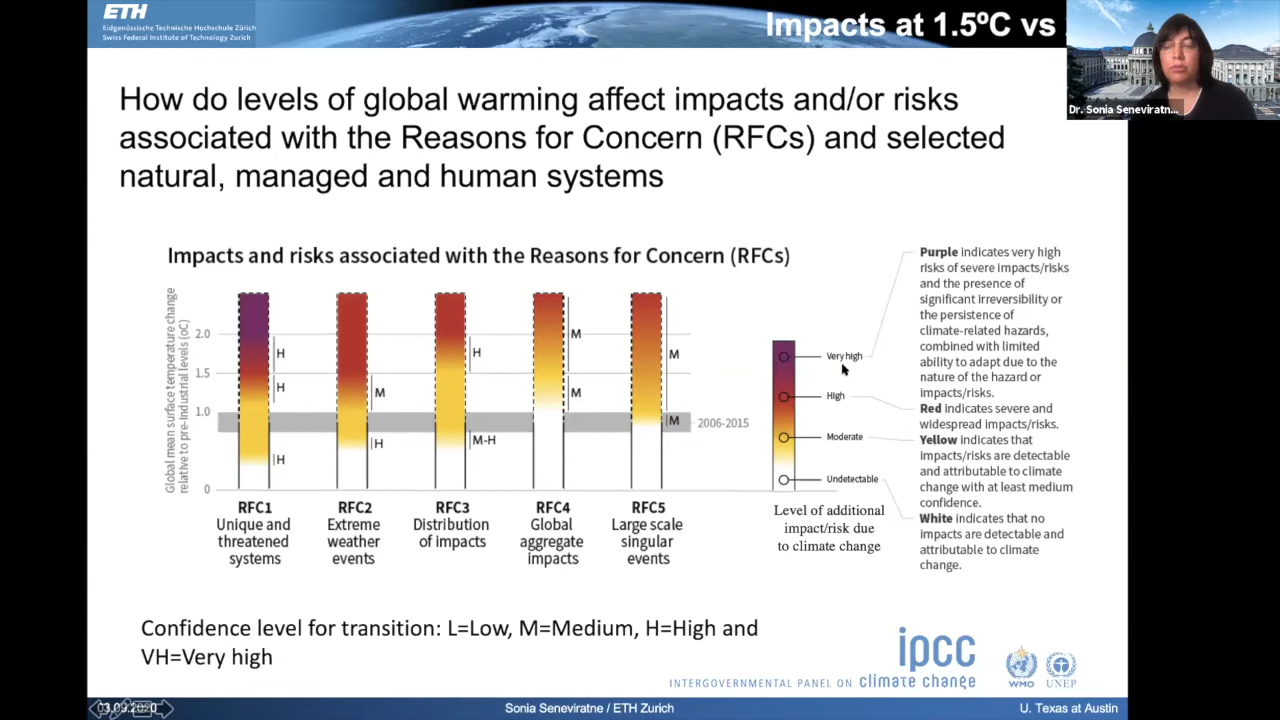 ETH
Eidgenössische Technische Hochschule Zürich
Swiss Federal Institute of Technology Zurich
Impacts at 1.5ºC vs
Dr. Sonia Seneviratn...
How do levels of global warming affect impacts and/or risks
associated with the Reasons for Concern (RFCs) and selected
natural, managed and human systems
Impacts and risks associated with the Reasons for Concern (RFCs)
Global mean surface temperature change
relative to pre-industrial levels (oC)
2.0
1.5
1.0
0
H
H
H
M
H
H
M-H
M
M
M
M
2006-2015
RFC1
Unique and
threatened
systems
RFC2
Extreme
weather
events
RFC3
Distribution
of impacts
RFC4
Global
aggregate
impacts
RFC5
Large scale
singular
events
Very high
High
Moderate
Undetectable
Level of additional
impact/risk due
to climate change
Purple indicates very high
risks of severe impacts/risks
and the presence of
significant irreversibility or
the persistence of
climate-related hazards,
combined with limited
ability to adapt due to the
nature of the hazard or
impacts/risks.
Red indicates severe and
widespread impacts/risks.
Yellow indicates that
impacts/risks are detectable
and attributable to climate
change with at least medium
confidence.
White indicates that no
impacts are detectable and
attributable to climate
change.
Confidence level for transition: L=Low, M=Medium, H=High and
VH=Very high
ipcc
INTERGOVERNMENTAL PANEL ON climate change
WMO
UNEP
03.09.2020
Sonia Seneviratne / ETH Zurich
U. Texas at Austin